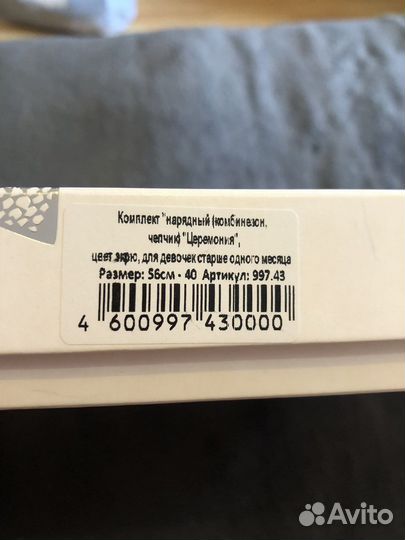 Комплект нарядный (комбинезон,
чепчик) "Церемония",
цвет экрю, для девочек старше одного месяца
Размер: 56см - 40 Артикул: 997.43
4 600997 430000
Avito